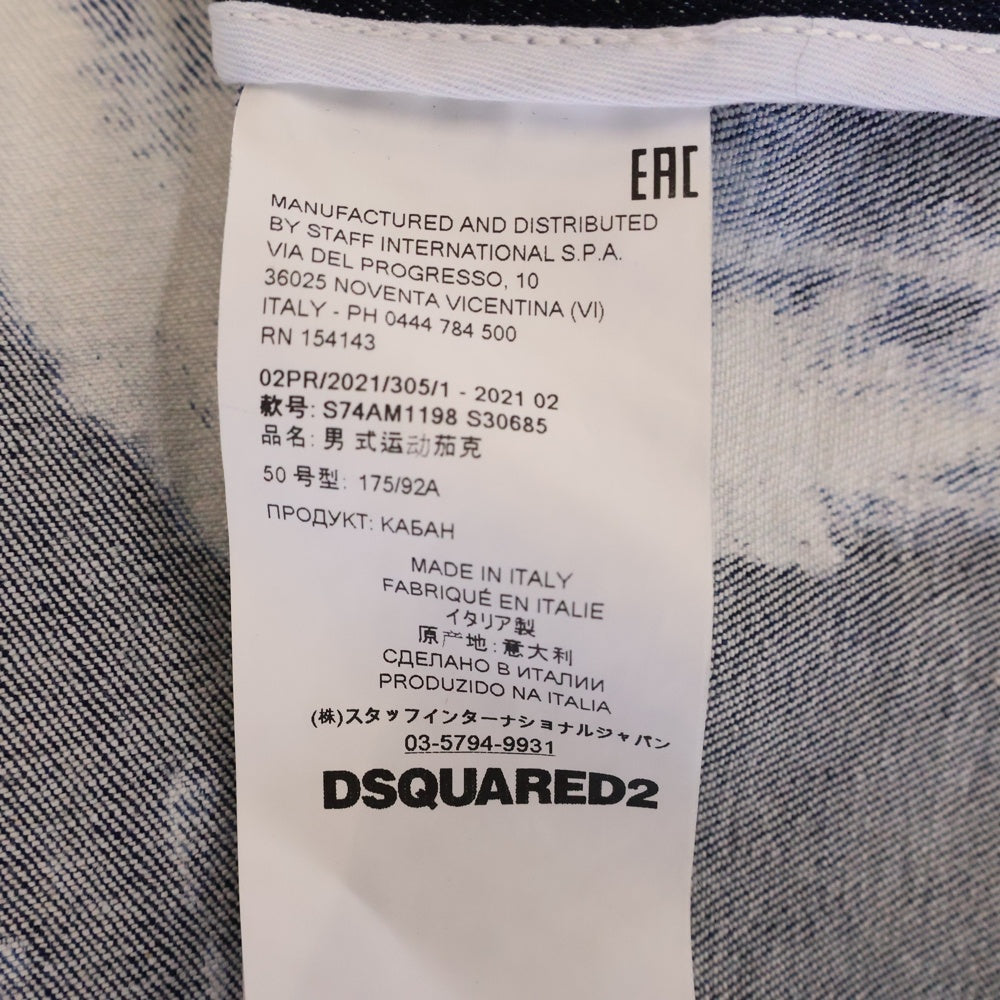 EAC
MANUFACTURED AND DISTRIBUTED
BY STAFF INTERNATIONAL S.P.A.
VIA DEL PROGRESSO, 10
36025 NOVENTA VICENTINA (VI)
ITALY - PH 0444 784 500
RN 154143
02PR/2021/305/1 - 2021 02
款号: S74AM1198 S30685
品名: 男 式运动茄克
50 号型: 175/92A
ПРОДУКТ: КАБАН
MADE IN ITALY
FABRIQUÉ EN ITALIE
イタリア製
原产地: 意大利
СДЕЛАНО В ИТАЛИИ
PRODUZIDO NA ITALIA
(株)スタッフインターナショナルジャパン
03-5794-9931
DSQUARED2